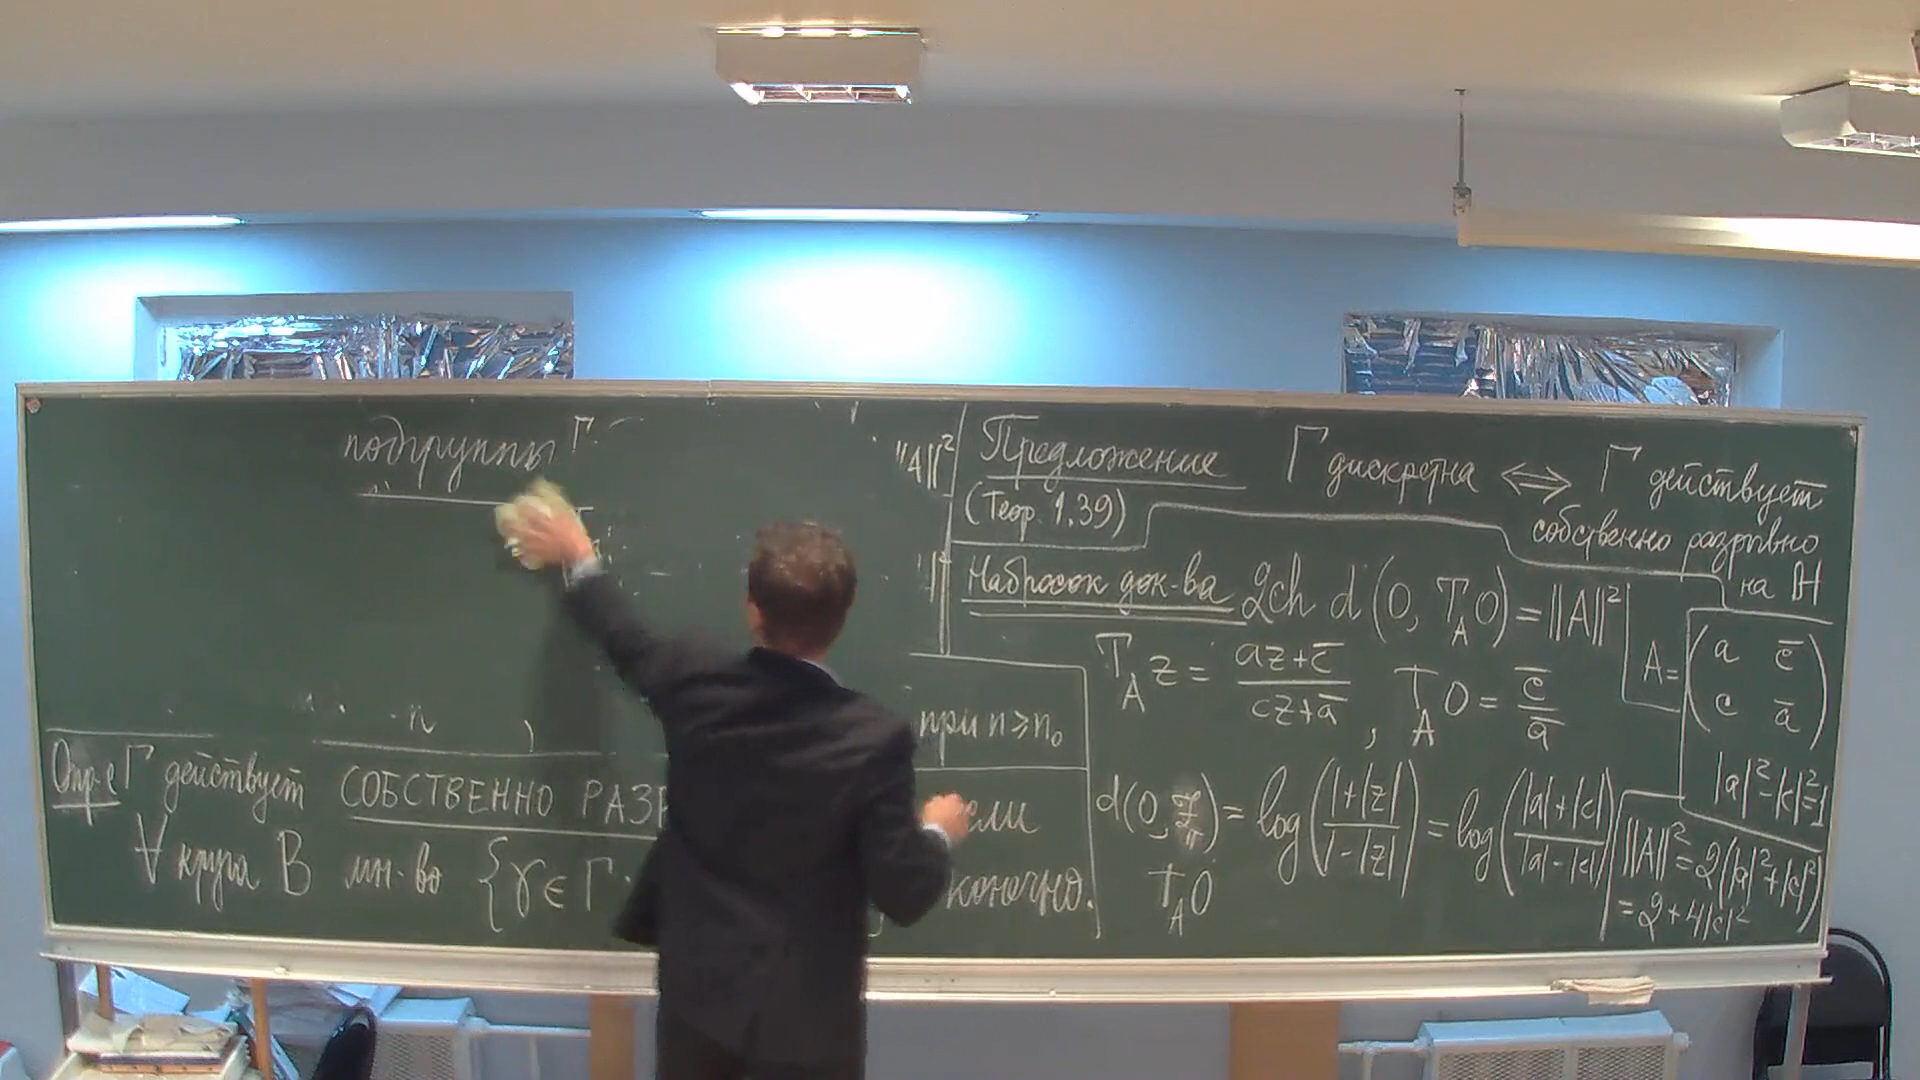 подгруппы Γ
n )
Опр-е Γ действует СОБСТВЕННО РАЗР
∀ круга B мн-во {γ∈Γ:
‖A‖²
при n ≥ n₀
конечно.
Предложение Γ дискретна ⟺ Γ действует
(Теор. 1.39) собственно разрывно
на ℍ
Набросок док-ва 2ch d(0, T_A 0) = ‖A‖²
A = (a c̄
c ā)
|a|² - |c|² = 1
T_A z = (az + c̄)/(cz + ā), T_A 0 = c̄/ā
d(0, z) = log((1+|z|)/(1-|z|)) = log((|a|+|c|)/(|a|-|c|))
"
T_A 0
‖A‖² = 2(|a|² + |c|²)
= 2 + 4|c|²